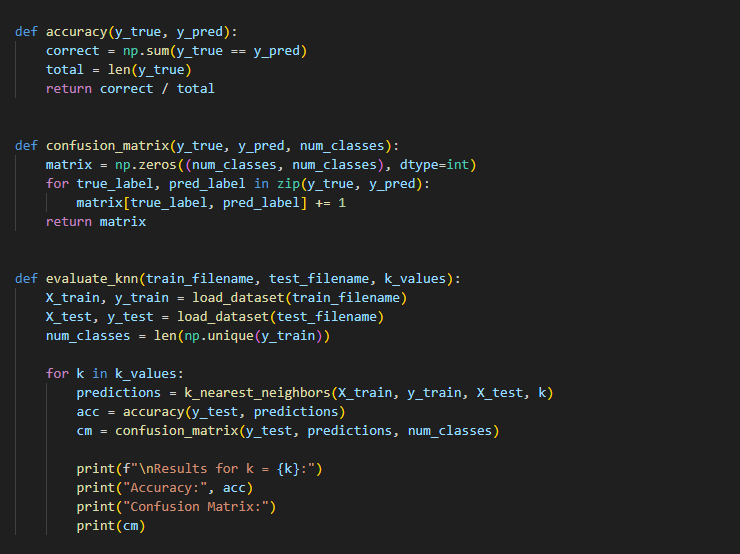 def accuracy(y_true, y_pred):
    correct = np.sum(y_true == y_pred)
    total = len(y_true)
    return correct / total
def confusion_matrix(y_true, y_pred, num_classes):
    matrix = np.zeros((num_classes, num_classes), dtype=int)
    for true_label, pred_label in zip(y_true, y_pred):
        matrix[true_label, pred_label] += 1
    return matrix
def evaluate_knn(train_filename, test_filename, k_values):
    X_train, y_train = load_dataset(train_filename)
    X_test, y_test = load_dataset(test_filename)
    num_classes = len(np.unique(y_train))
    for k in k_values:
        predictions = k_nearest_neighbors(X_train, y_train, X_test, k)
        acc = accuracy(y_test, predictions)
        cm = confusion_matrix(y_test, predictions, num_classes)
        print(f"\nResults for k = {k}:")
        print("Accuracy:", acc)
        print("Confusion Matrix:")
        print(cm)